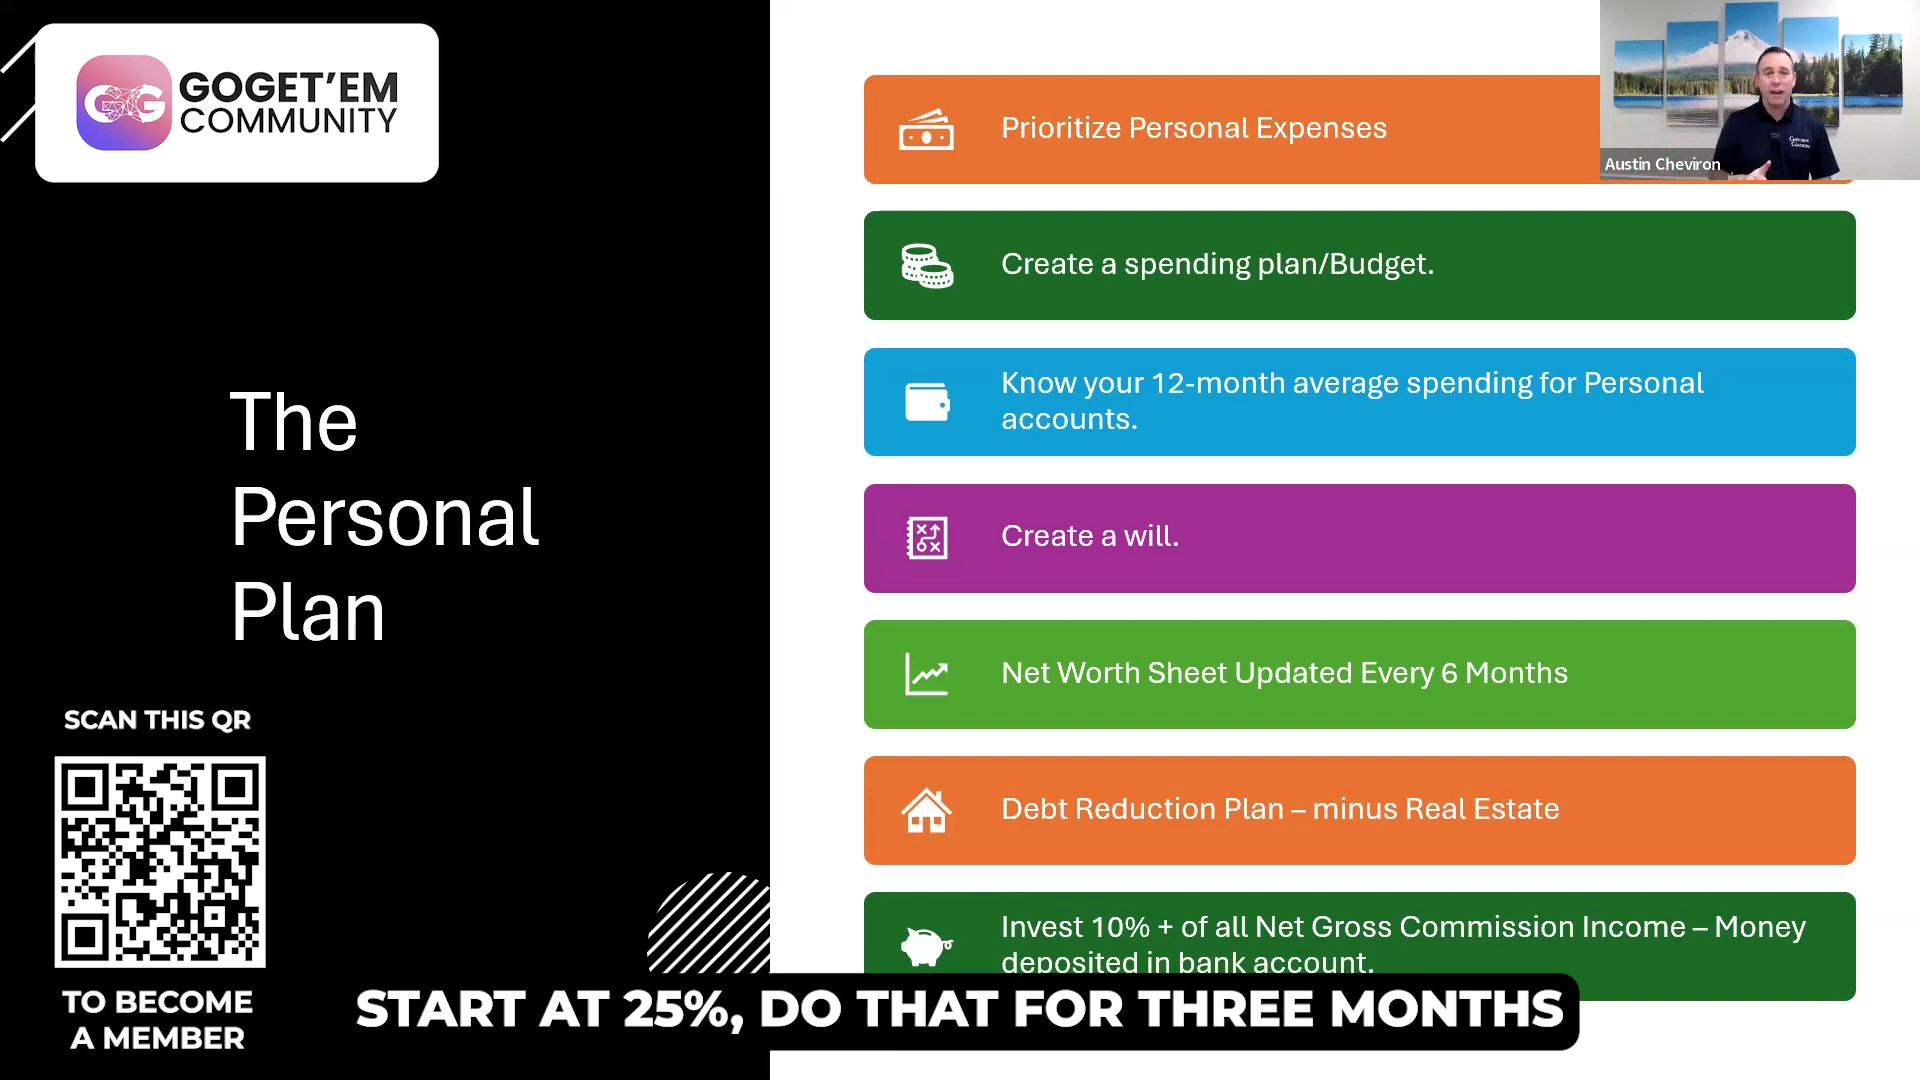 GOGET’EM
COMMUNITY
The
Personal
Plan
SCAN THIS QR
TO BECOME
A MEMBER
Prioritize Personal Expenses
Create a spending plan/Budget.
Know your 12-month average spending for Personal
accounts.
Create a will.
Net Worth Sheet Updated Every 6 Months
Debt Reduction Plan – minus Real Estate
Invest 10% + of all Net Gross Commission Income – Money
deposited in bank account.
Austin Cheviron
START AT 25%, DO THAT FOR THREE MONTHS